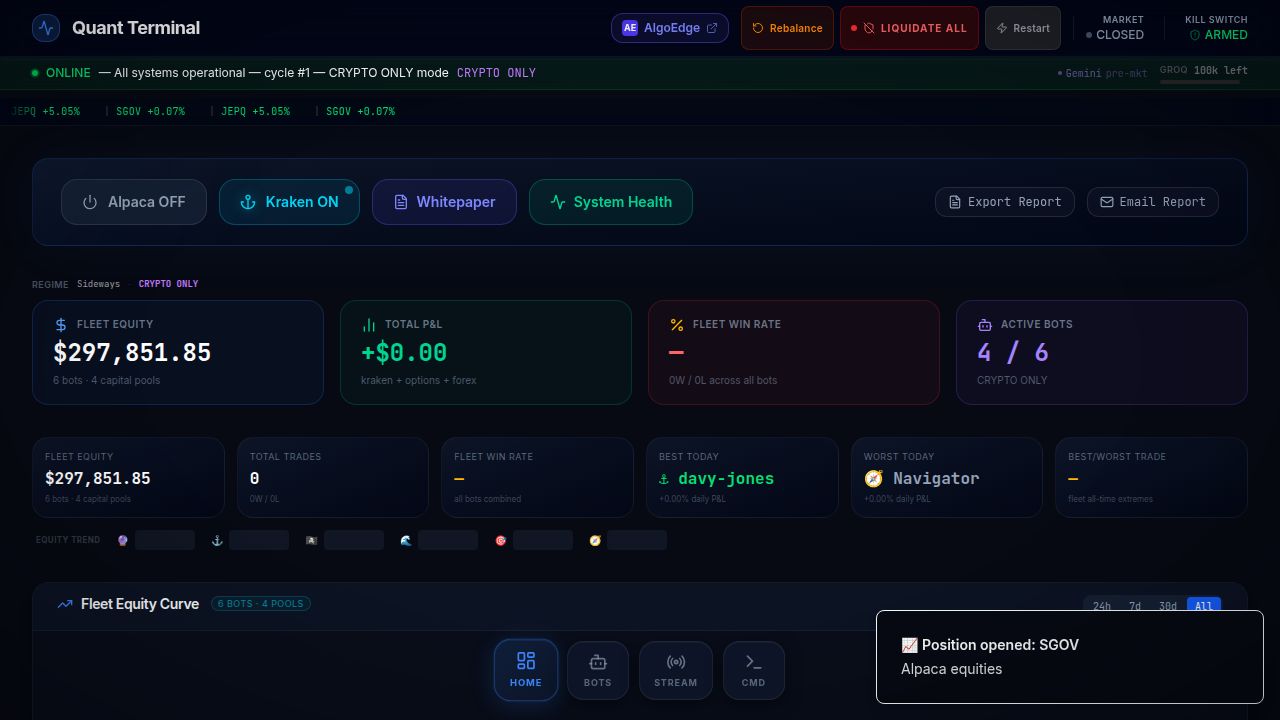 Quant Terminal
AE AlgoEdge
Rebalance
LIQUIDATE ALL
Restart
MARKET
CLOSED
KILL SWITCH
ARMED
ONLINE — All systems operational — cycle #1 — CRYPTO ONLY mode CRYPTO ONLY
Gemini pre-mkt
GROQ 100k left
JEPQ +5.05% | SGOV +0.07% | JEPQ +5.05% | SGOV +0.07%
Alpaca OFF
Kraken ON
Whitepaper
System Health
Export Report
Email Report
REGIME Sideways · CRYPTO ONLY
FLEET EQUITY
$297,851.85
6 bots · 4 capital pools
TOTAL P&L
+$0.00
kraken + options + forex
FLEET WIN RATE
—
0W / 0L across all bots
ACTIVE BOTS
4 / 6
CRYPTO ONLY
FLEET EQUITY
$297,851.85
6 bots · 4 capital pools
TOTAL TRADES
0
0W / 0L
FLEET WIN RATE
—
all bots combined
BEST TODAY
⚓ davy-jones
+0.00% daily P&L
WORST TODAY
🧭 Navigator
+0.00% daily P&L
BEST/WORST TRADE
—
fleet all-time extremes
EQUITY TREND
Fleet Equity Curve
6 BOTS · 4 POOLS
24h 7d 30d All
HOME
BOTS
STREAM
CMD
📈 Position opened: SGOV
Alpaca equities